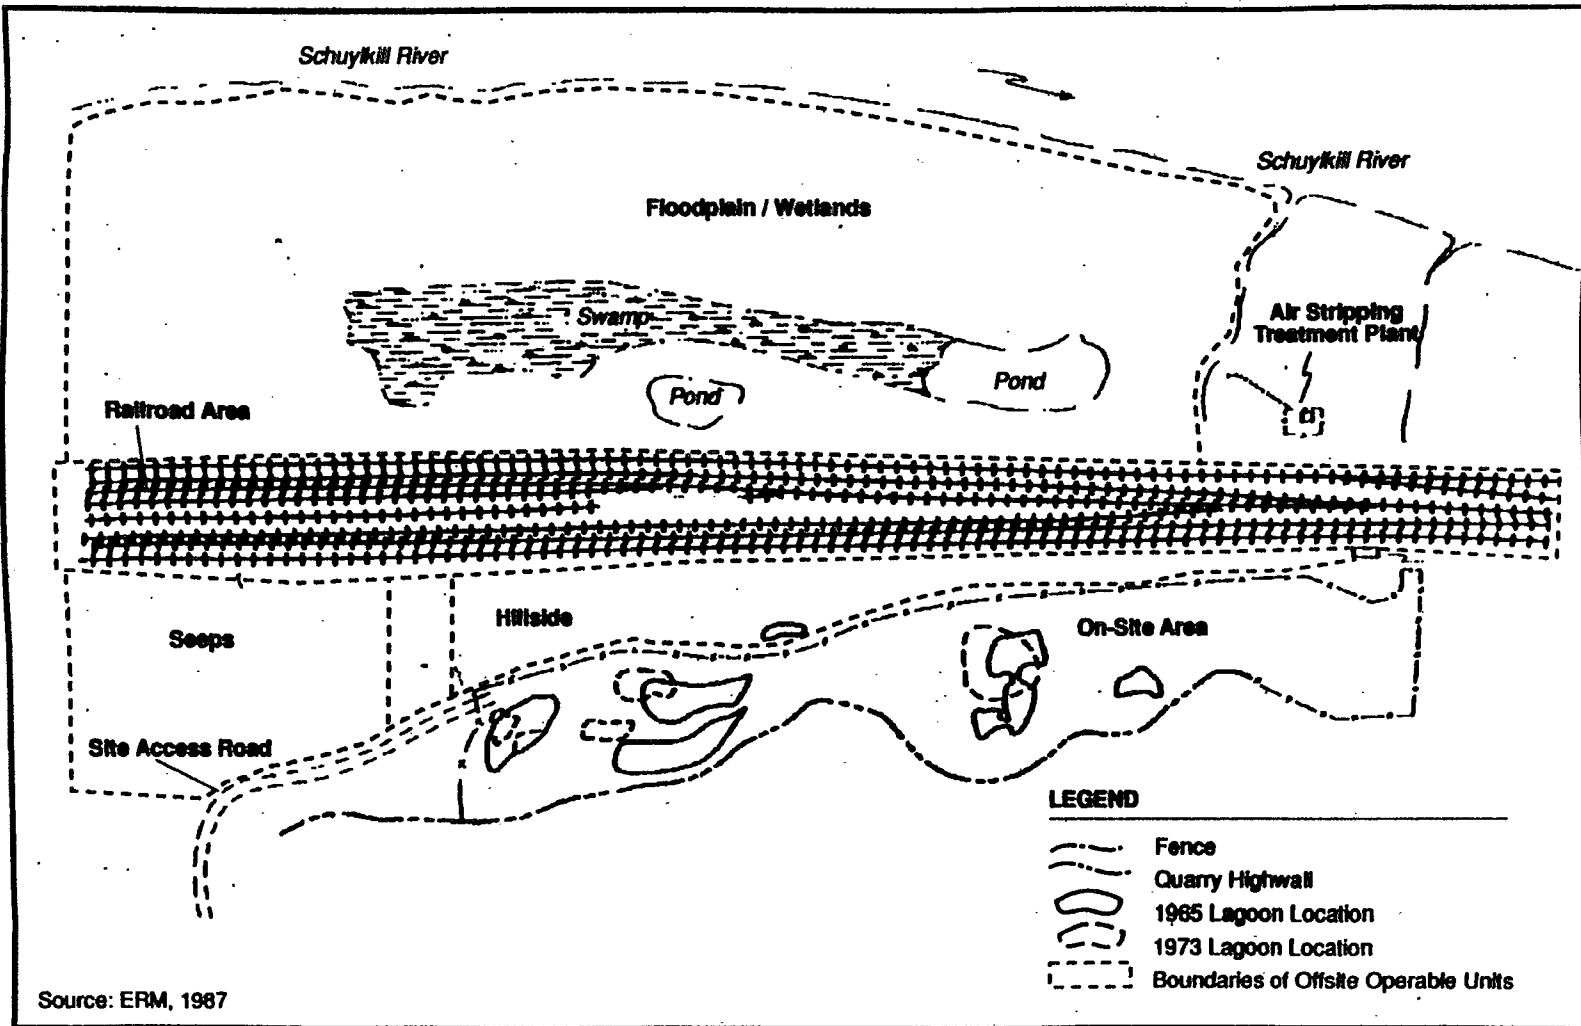 Schuylkill River
Schuylkill River
Floodplain / Wetlands
Air Stripping
Treatment Plant
Swamp
Pond
Pond
Railroad Area
Hillside
On-Site Area
Seeps
Site Access Road
LEGEND
Fence
Quarry Highwall
1965 Lagoon Location
1973 Lagoon Location
Boundaries of Offsite Operable Units
Source: ERM, 1987